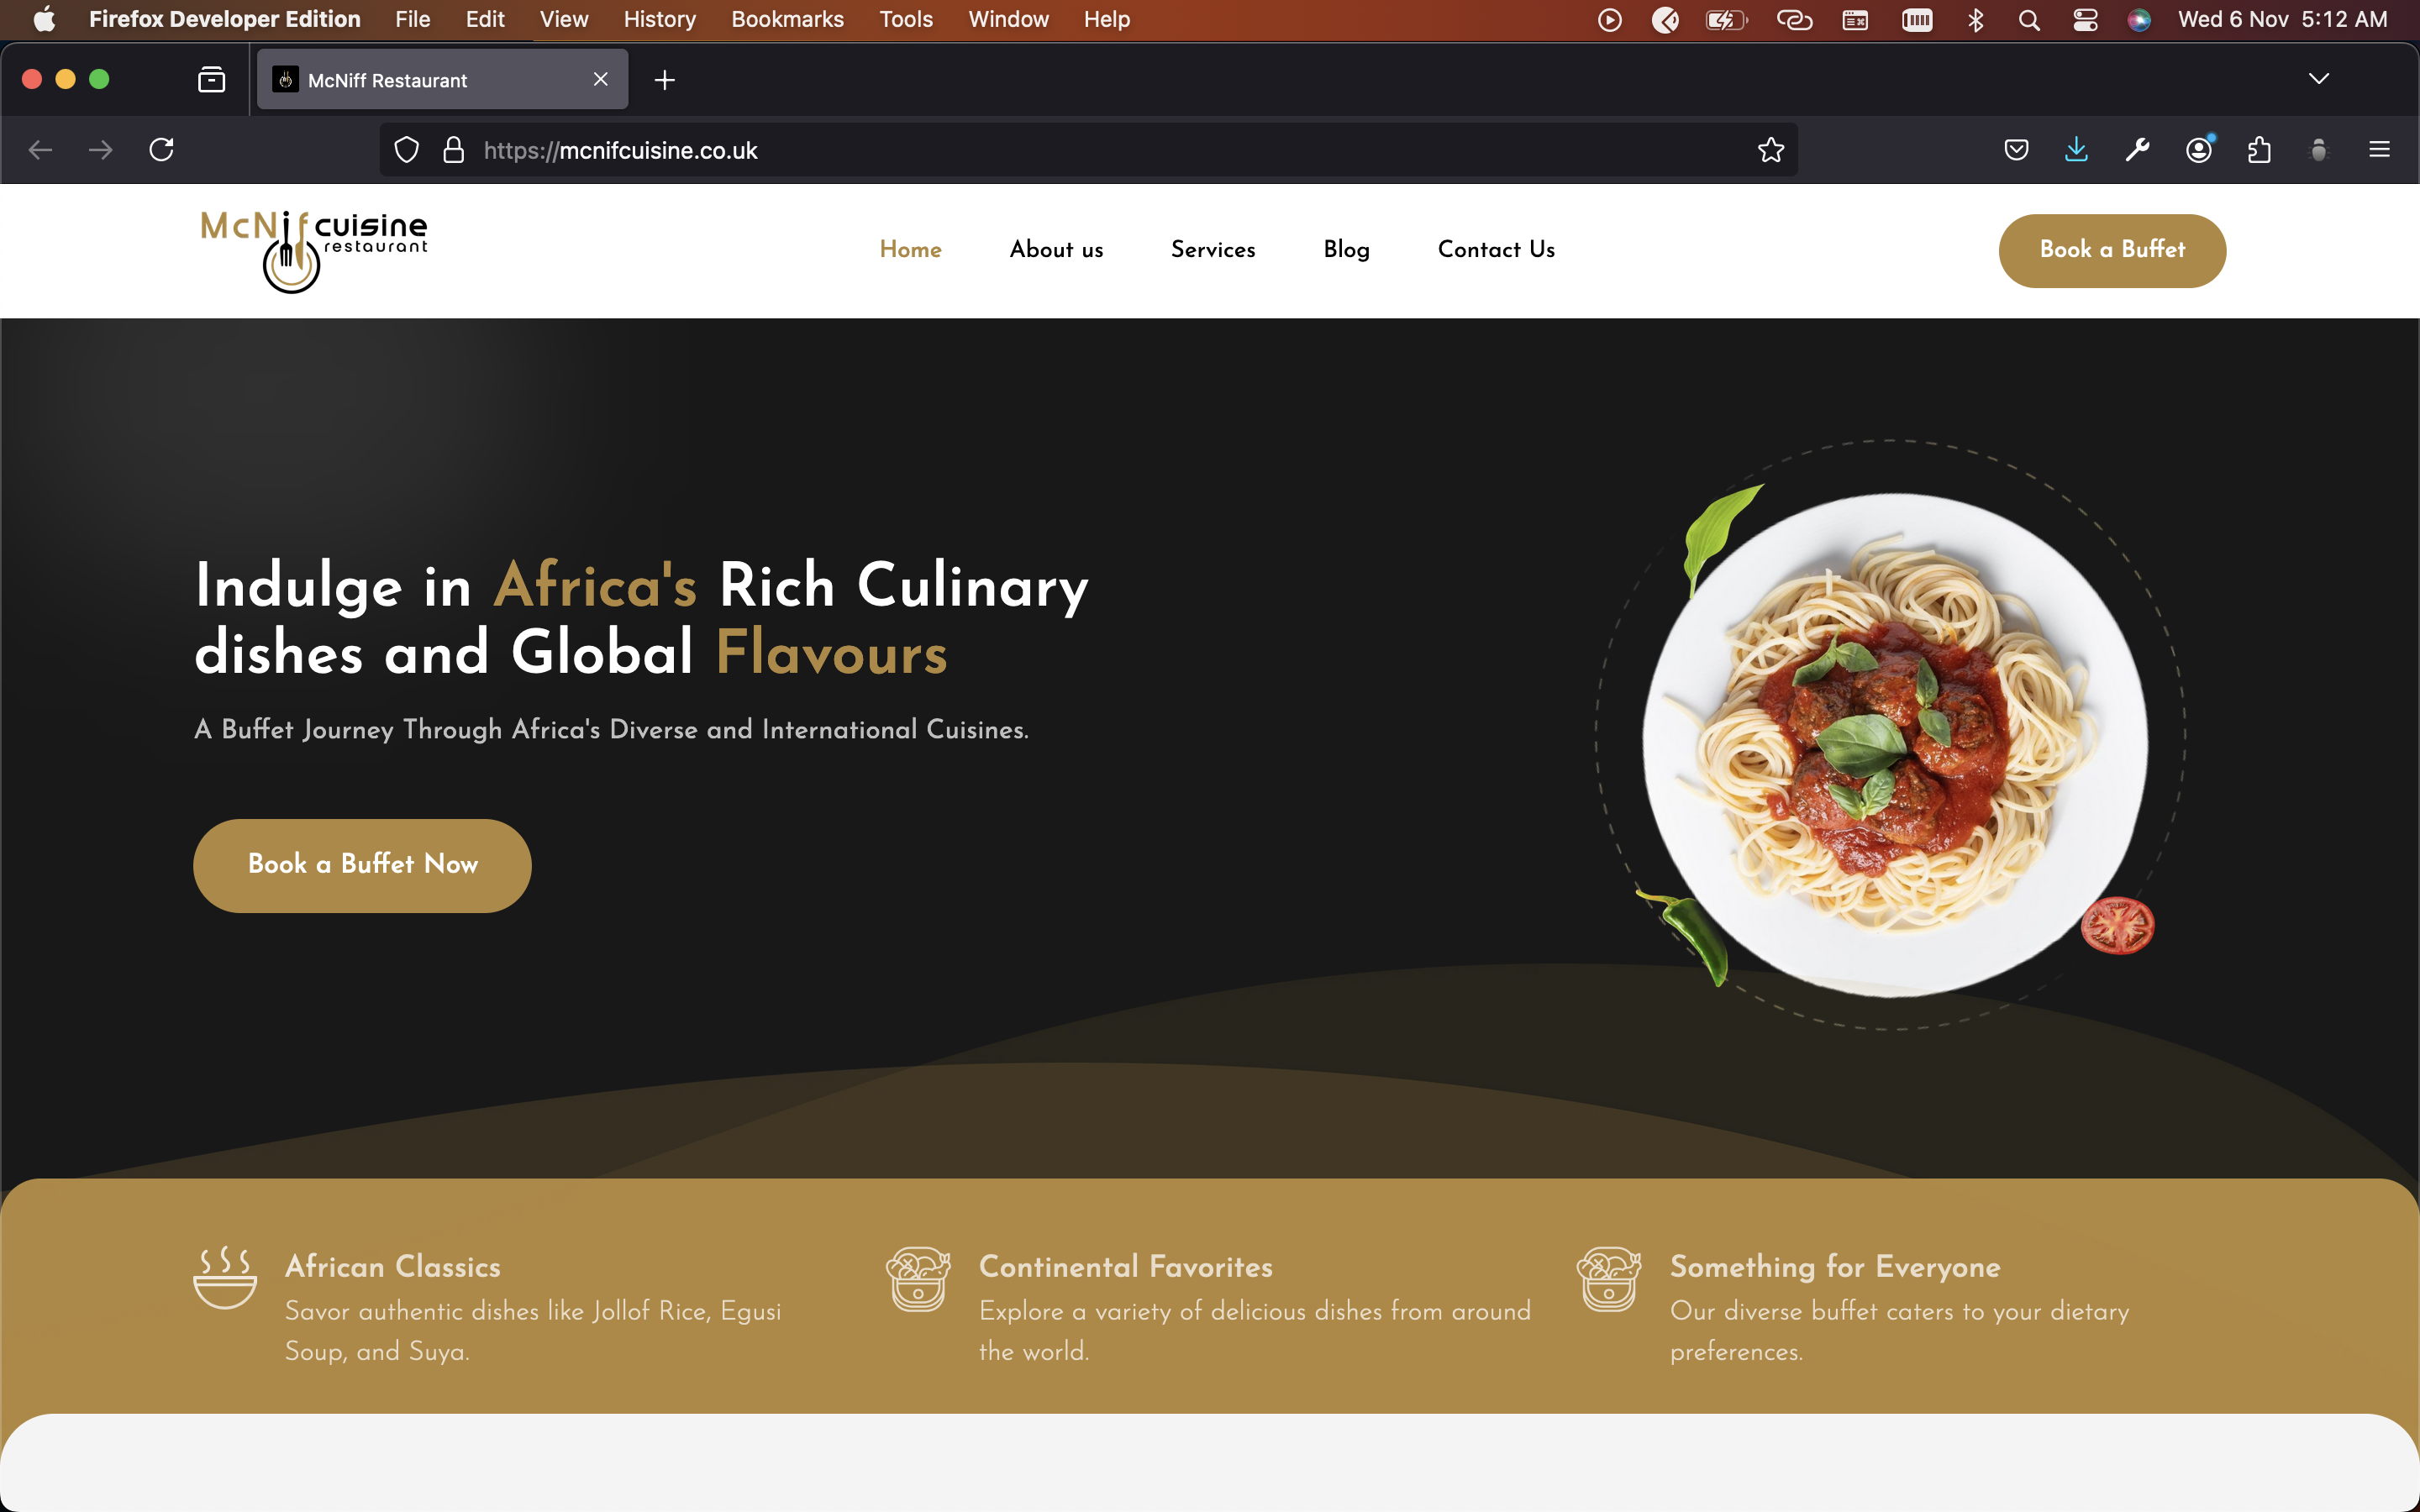 Firefox Developer Edition File Edit View History Bookmarks Tools Window Help Wed 6 Nov 5:12 AM
McNiff Restaurant
https://mcnifcuisine.co.uk
McNif cuisine
restaurant
Home About us Services Blog Contact Us Book a Buffet
Indulge in Africa's Rich Culinary
dishes and Global Flavours
A Buffet Journey Through Africa's Diverse and International Cuisines.
Book a Buffet Now
African Classics
Savor authentic dishes like Jollof Rice, Egusi
Soup, and Suya.
Continental Favorites
Explore a variety of delicious dishes from around
the world.
Something for Everyone
Our diverse buffet caters to your dietary
preferences.